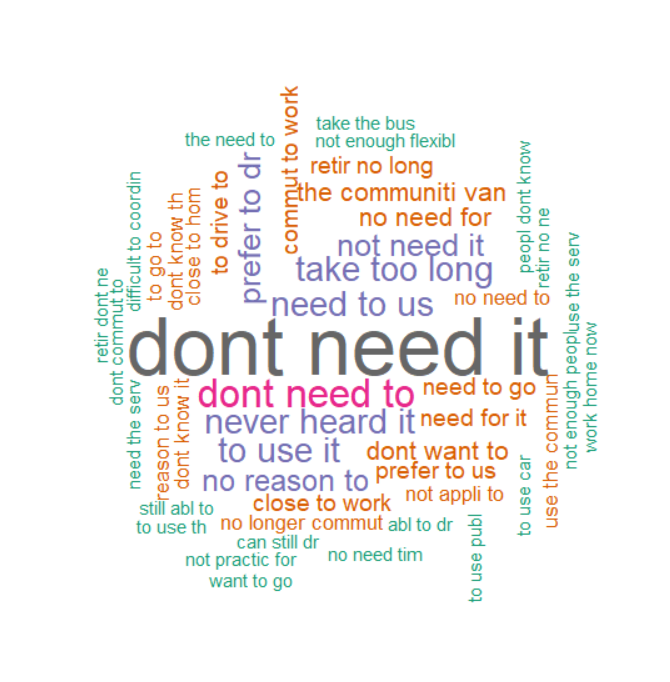 take the bus
the need to
not enough flexibl
commut to work
prefer to dr
retir no long
the communiti van
no need for
to drive to
difficult to coordin
dont know th
close to hom
to go to
peopl dont know
retir no ne
not need it
take too long
no need to
need to us
use the serv
not enough peopl
work home now
retir dont ne
dont commut to
dont need it
dont need to
need to go
never heard it
need for it
need the serv
reason to us
dont know it
to use it
dont want to
prefer to us
no reason to
not appli to
use the commun
to use car
close to work
still abl to
to use th
no longer commut
abl to dr
can still dr
no need tim
not practic for
want to go
to use publ